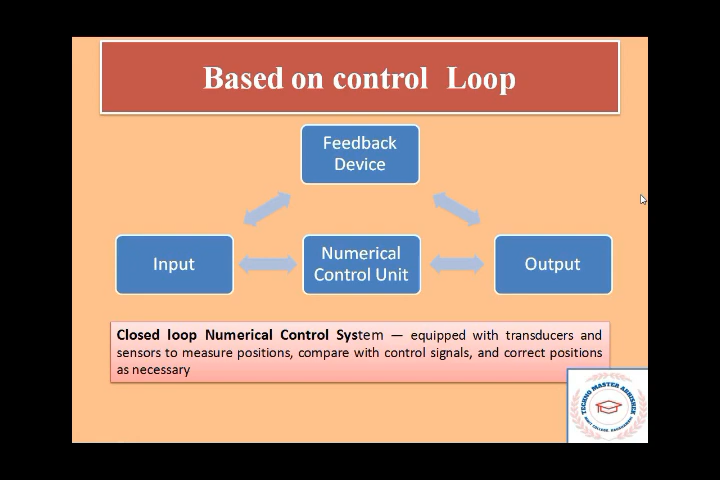 Based on control Loop
Feedback
Device
Input
Numerical
Control Unit
Output
Closed loop Numerical Control System — equipped with transducers and
sensors to measure positions, compare with control signals, and correct positions
as necessary
TECHNO MASTER ABHISHEK